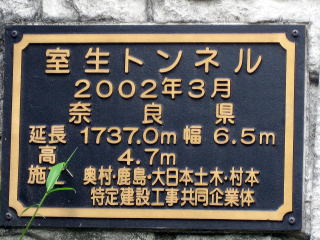 室生トンネル
2002年3月
奈良県
延長 1737.0m 幅 6.5m
高 4.7m
施 奥村・鹿島・大日本土木・村本
特定建設工事共同企業体